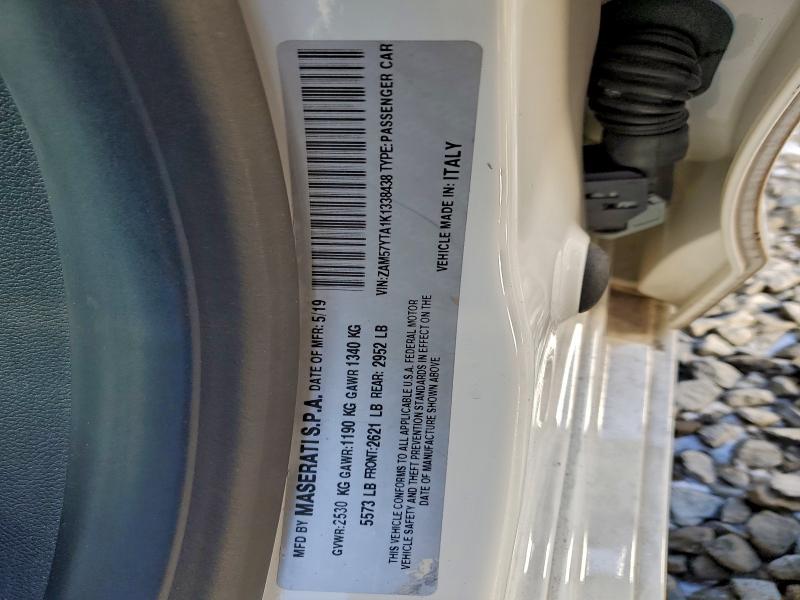 MFD BY MASERATI S.P.A. DATE OF MFR: 5/19
GVWR:2530 KG GAWR:1190 KG GAWR 1340 KG
5573 LB FRONT:2621 LB REAR: 2952 LB
VIN:ZAM57YTA1K1338438 TYPE:PASSENGER CAR
THIS VEHICLE CONFORMS TO ALL APPLICABLE U.S.A. FEDERAL MOTOR
VEHICLE SAFETY AND THEFT PREVENTION STANDARDS IN EFFECT ON THE
DATE OF MANUFACTURE SHOWN ABOVE
VEHICLE MADE IN: ITALY